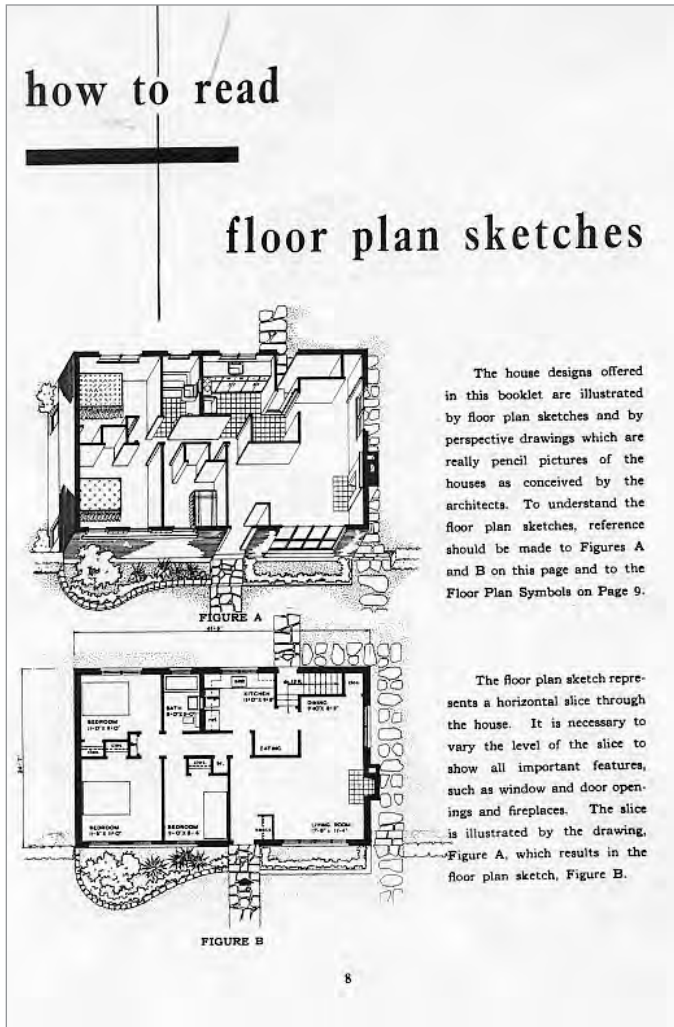 how to read
floor plan sketches
The house designs offered
in this booklet are illustrated
by floor plan sketches and by
perspective drawings which are
really pencil pictures of the
houses as conceived by the
architects. To understand the
floor plan sketches, reference
should be made to Figures A
and B on this page and to the
Floor Plan Symbols on Page 9.
FIGURE A
The floor plan sketch repre-
sents a horizontal slice through
the house. It is necessary to
vary the level of the slice to
show all important features,
such as window and door open-
ings and fireplaces. The slice
is illustrated by the drawing,
Figure A, which results in the
floor plan sketch, Figure B.
KITCHEN
BATH
DINING
BEDROOM
EATING
BEDROOM
BEDROOM
LIVING ROOM
FIGURE B
8